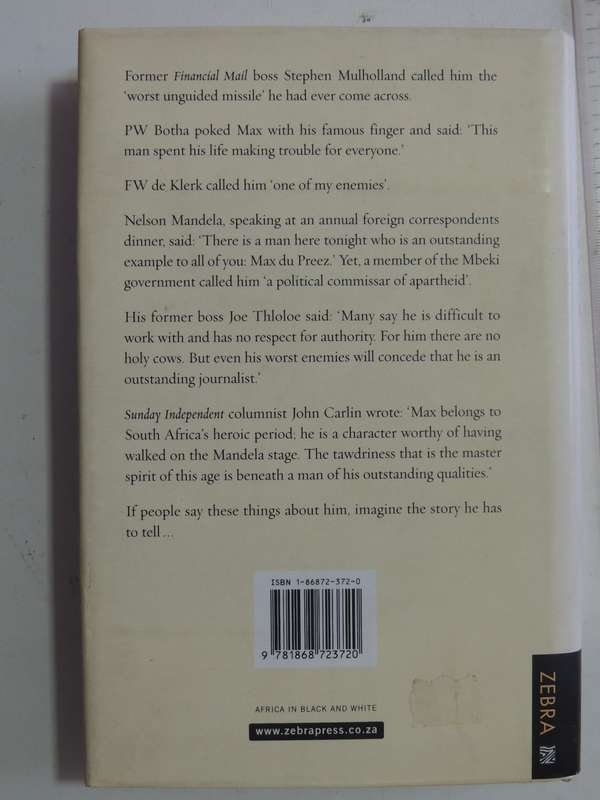 Former Financial Mail boss Stephen Mulholland called him the
‘worst unguided missile’ he had ever come across.
PW Botha poked Max with his famous finger and said: ‘This
man spent his life making trouble for everyone.’
FW de Klerk called him ‘one of my enemies’.
Nelson Mandela, speaking at an annual foreign correspondents
dinner, said: ‘There is a man here tonight who is an outstanding
example to all of you: Max du Preez.’ Yet, a member of the Mbeki
government called him ‘a political commissar of apartheid’.
His former boss Joe Thloloe said: ‘Many say he is difficult to
work with and has no respect for authority. For him there are no
holy cows. But even his worst enemies will concede that he is an
outstanding journalist.’
Sunday Independent columnist John Carlin wrote: ‘Max belongs to
South Africa’s heroic period; he is a character worthy of having
walked on the Mandela stage. The tawdriness that is the master
spirit of this age is beneath a man of his outstanding qualities.’
If people say these things about him, imagine the story he has
to tell ...
ISBN 1-86872-372-0
9 781868 723720
AFRICA IN BLACK AND WHITE
www.zebrapress.co.za
ZEBRA